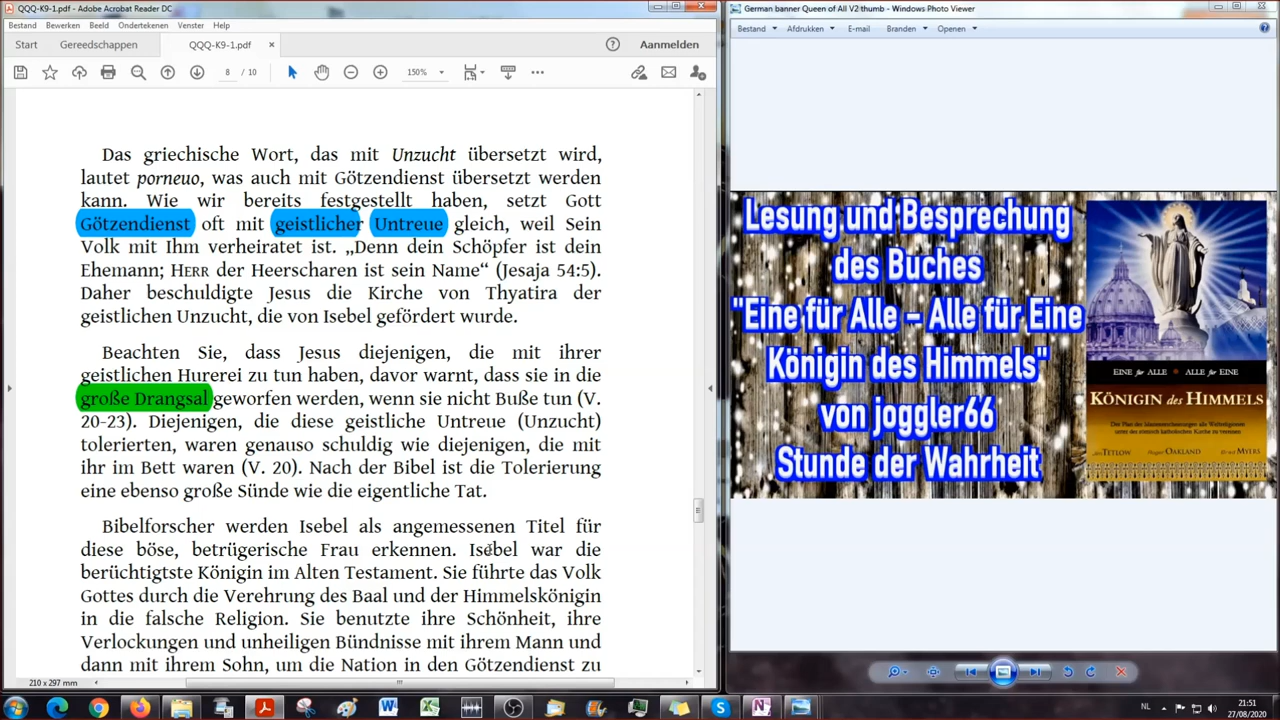 QQQ-K9-1.pdf - Adobe Acrobat Reader DC
Bestand Bewerken Beeld Ondertekenen Venster Help
Start Gereedschappen QQQ-K9-1.pdf × Anmelden
8 / 10 150%
Das griechische Wort, das mit Unzucht übersetzt wird,
lautet porneuo, was auch mit Götzendienst übersetzt werden
kann. Wie wir bereits festgestellt haben, setzt Gott
Götzendienst oft mit geistlicher Untreue gleich, weil Sein
Volk mit Ihm verheiratet ist. „Denn dein Schöpfer ist dein
Ehemann; HERR der Heerscharen ist sein Name“ (Jesaja 54:5).
Daher beschuldigte Jesus die Kirche von Thyatira der
geistlichen Unzucht, die von Isebel gefördert wurde.
Beachten Sie, dass Jesus diejenigen, die mit ihrer
geistlichen Hurerei zu tun haben, davor warnt, dass sie in die
große Drangsal geworfen werden, wenn sie nicht Buße tun (V.
20-23). Diejenigen, die diese geistliche Untreue (Unzucht)
tolerierten, waren genauso schuldig wie diejenigen, die mit
ihr im Bett waren (V. 20). Nach der Bibel ist die Tolerierung
eine ebenso große Sünde wie die eigentliche Tat.
Bibelforscher werden Isebel als angemessenen Titel für
diese böse, betrügerische Frau erkennen. Isebel war die
berüchtigtste Königin im Alten Testament. Sie führte das Volk
Gottes durch die Verehrung des Baal und der Himmelskönigin
in die falsche Religion. Sie benutzte ihre Schönheit, ihre
Verlockungen und unheiligen Bündnisse mit ihrem Mann und
dann mit ihrem Sohn, um die Nation in den Götzendienst zu
210 x 297 mm
German banner Queen of All V2 thumb - Windows Photo Viewer
Bestand Afdrukken E-mail Branden Openen
Lesung und Besprechung
des Buches
"Eine für Alle – Alle für Eine
Königin des Himmels"
von joggler66
Stunde der Wahrheit
EINE für ALLE ALLE für EINE
KÖNIGIN des HIMMELS
Der Plan des Islam
TETLOW OAKLAND MYERS
NL
21:51
27/08/2020